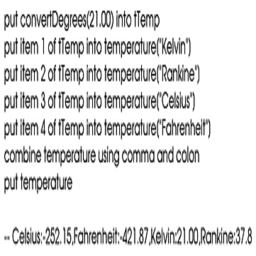 put convertDegrees(21.00) into tTemp
put item 1 of tTemp into temperature("Kelvin")
put item 2 of tTemp into temperature("Rankine")
put item 3 of tTemp into temperature("Celsius")
put item 4 of tTemp into temperature("Fahrenheit")
combine temperature using comma and colon
put temperature
-- Celsius:-252.15,Fahrenheit:-421.87,Kelvin:21.00,Rankine:37.8